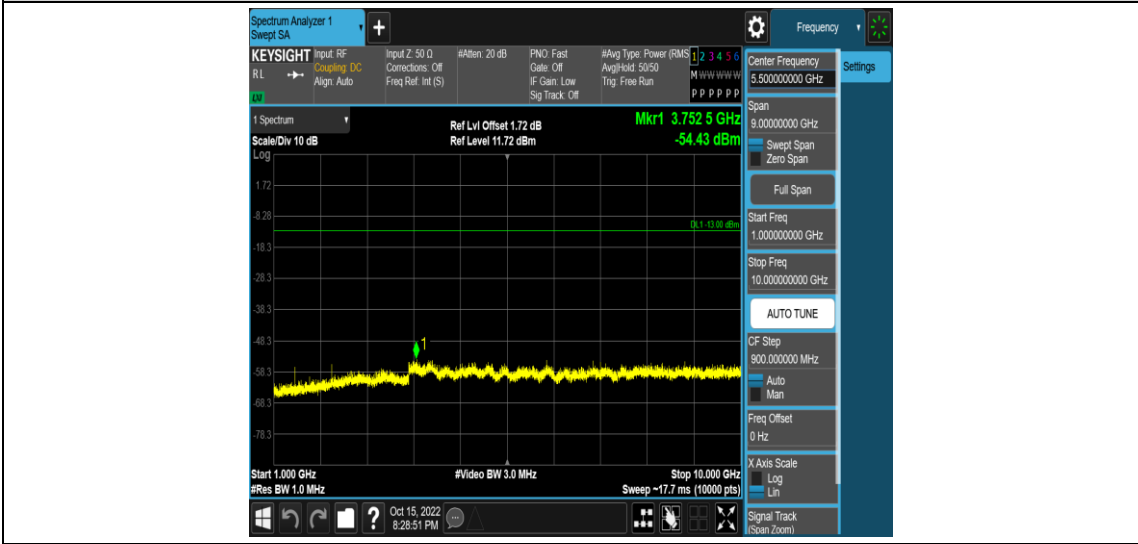 Spectrum Analyzer 1
Swept SA
+
Frequency
KEYSIGHT
RL
Input: RF
Coupling: DC
Align: Auto
Input Z: 50 Ω
Corrections: Off
Freq Ref: Int (S)
#Atten: 20 dB
PNO: Fast
Gate: Off
IF Gain: Low
Sig Track: Off
#Avg Type: Power (RMS
Avg|Hold: 50/50
Trig: Free Run
1 2 3 4 5 6
M W W W W W
P P P P P P
1 Spectrum
Scale/Div 10 dB
Log
Ref Lvl Offset 1.72 dB
Ref Level 11.72 dBm
Mkr1 3.752 5 GHz
-54.43 dBm
1.72
-8.28
DL1 -13.00 dBm
-18.3
-28.3
-38.3
-48.3
1
-58.3
-68.3
-78.3
Start 1.000 GHz
#Video BW 3.0 MHz
Stop 10.000 GHz
#Res BW 1.0 MHz
Sweep ~17.7 ms (10000 pts)
?
Oct 15, 2022
8:28:51 PM
Center Frequency
5.500000000 GHz
Settings
Span
9.00000000 GHz
Swept Span
Zero Span
Full Span
Start Freq
1.000000000 GHz
Stop Freq
10.000000000 GHz
AUTO TUNE
CF Step
900.000000 MHz
Auto
Man
Freq Offset
0 Hz
X Axis Scale
Log
Lin
Signal Track
(Span Zoom)